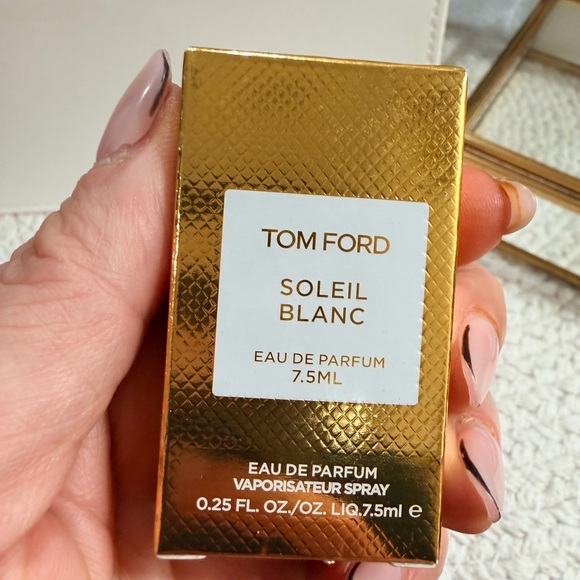 TOM FORD
SOLEIL
BLANC
EAU DE PARFUM
7.5ML
EAU DE PARFUM
VAPORISATEUR SPRAY
0.25 FL. OZ./OZ. LIQ.7.5ml e